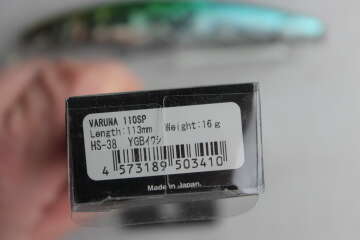 VARUNA 110SP
Length:113mm Weight:16g
HS-38 YGBイワシ
4 573189 503410
Made in Japan.